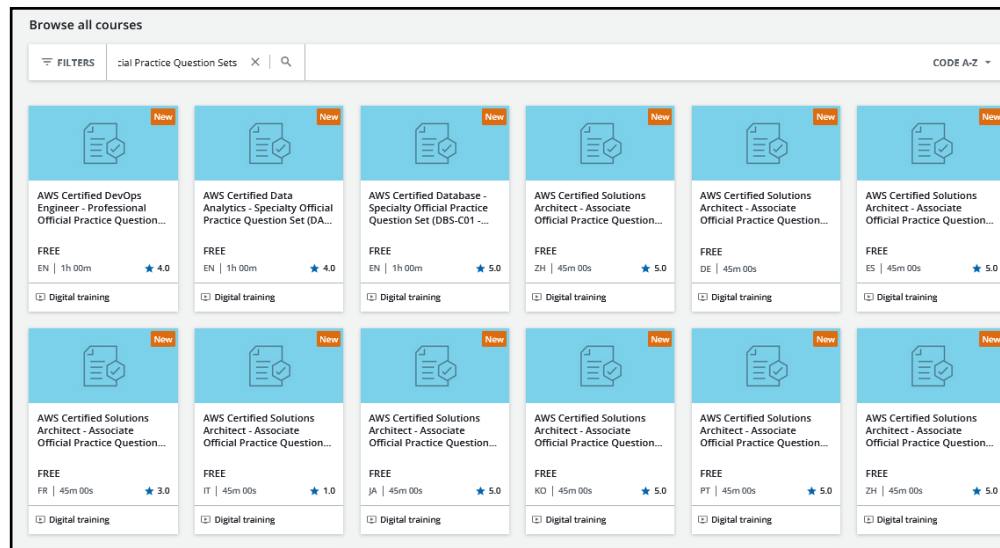 Browse all courses
FILTERS cial Practice Question Sets CODE A-Z
New New New New New New
AWS Certified DevOps
Engineer - Professional
Official Practice Question...
FREE
EN | 1h 00m 4.0
Digital training
AWS Certified Data
Analytics - Specialty Official
Practice Question Set (DA...
FREE
EN | 1h 00m 4.0
Digital training
AWS Certified Database -
Specialty Official Practice
Question Set (DBS-C01 -...
FREE
EN | 1h 00m 5.0
Digital training
AWS Certified Solutions
Architect - Associate
Official Practice Question...
FREE
ZH | 45m 00s 5.0
Digital training
AWS Certified Solutions
Architect - Associate
Official Practice Question...
FREE
DE | 45m 00s
Digital training
AWS Certified Solutions
Architect - Associate
Official Practice Question...
FREE
ES | 45m 00s 5.0
Digital training
New New New New New New
AWS Certified Solutions
Architect - Associate
Official Practice Question...
FREE
FR | 45m 00s 3.0
Digital training
AWS Certified Solutions
Architect - Associate
Official Practice Question...
FREE
IT | 45m 00s 1.0
Digital training
AWS Certified Solutions
Architect - Associate
Official Practice Question...
FREE
JA | 45m 00s 5.0
Digital training
AWS Certified Solutions
Architect - Associate
Official Practice Question...
FREE
KO | 45m 00s 5.0
Digital training
AWS Certified Solutions
Architect - Associate
Official Practice Question...
FREE
PT | 45m 00s 5.0
Digital training
AWS Certified Solutions
Architect - Associate
Official Practice Question...
FREE
ZH | 45m 00s 5.0
Digital training